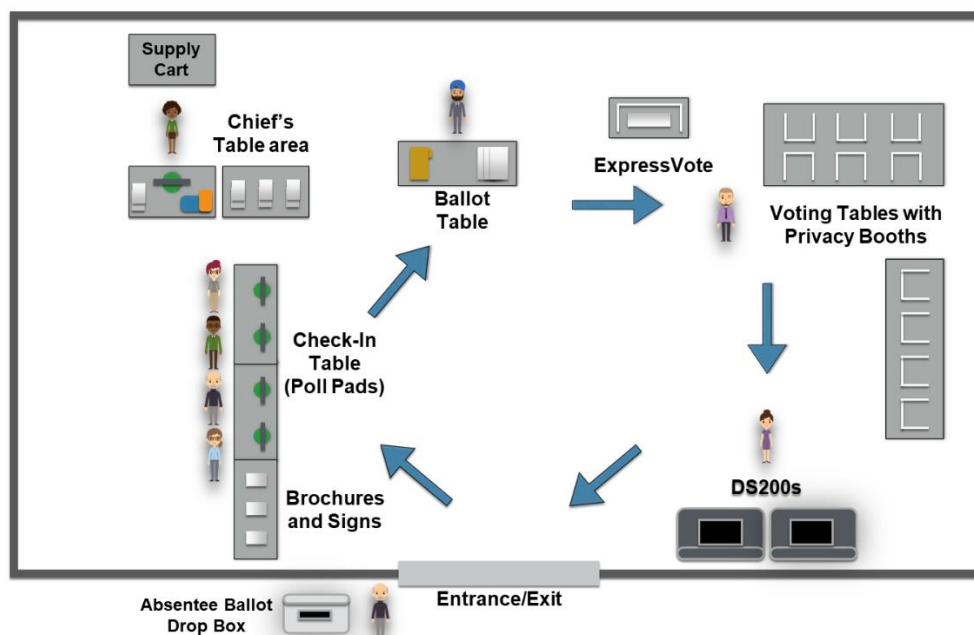 Supply
Cart
Chief's
Table area
Ballot
Table
ExpressVote
Voting Tables with
Privacy Booths
Check-In
Table
(Poll Pads)
Brochures
and Signs
DS200s
Entrance/Exit
Absentee Ballot
Drop Box